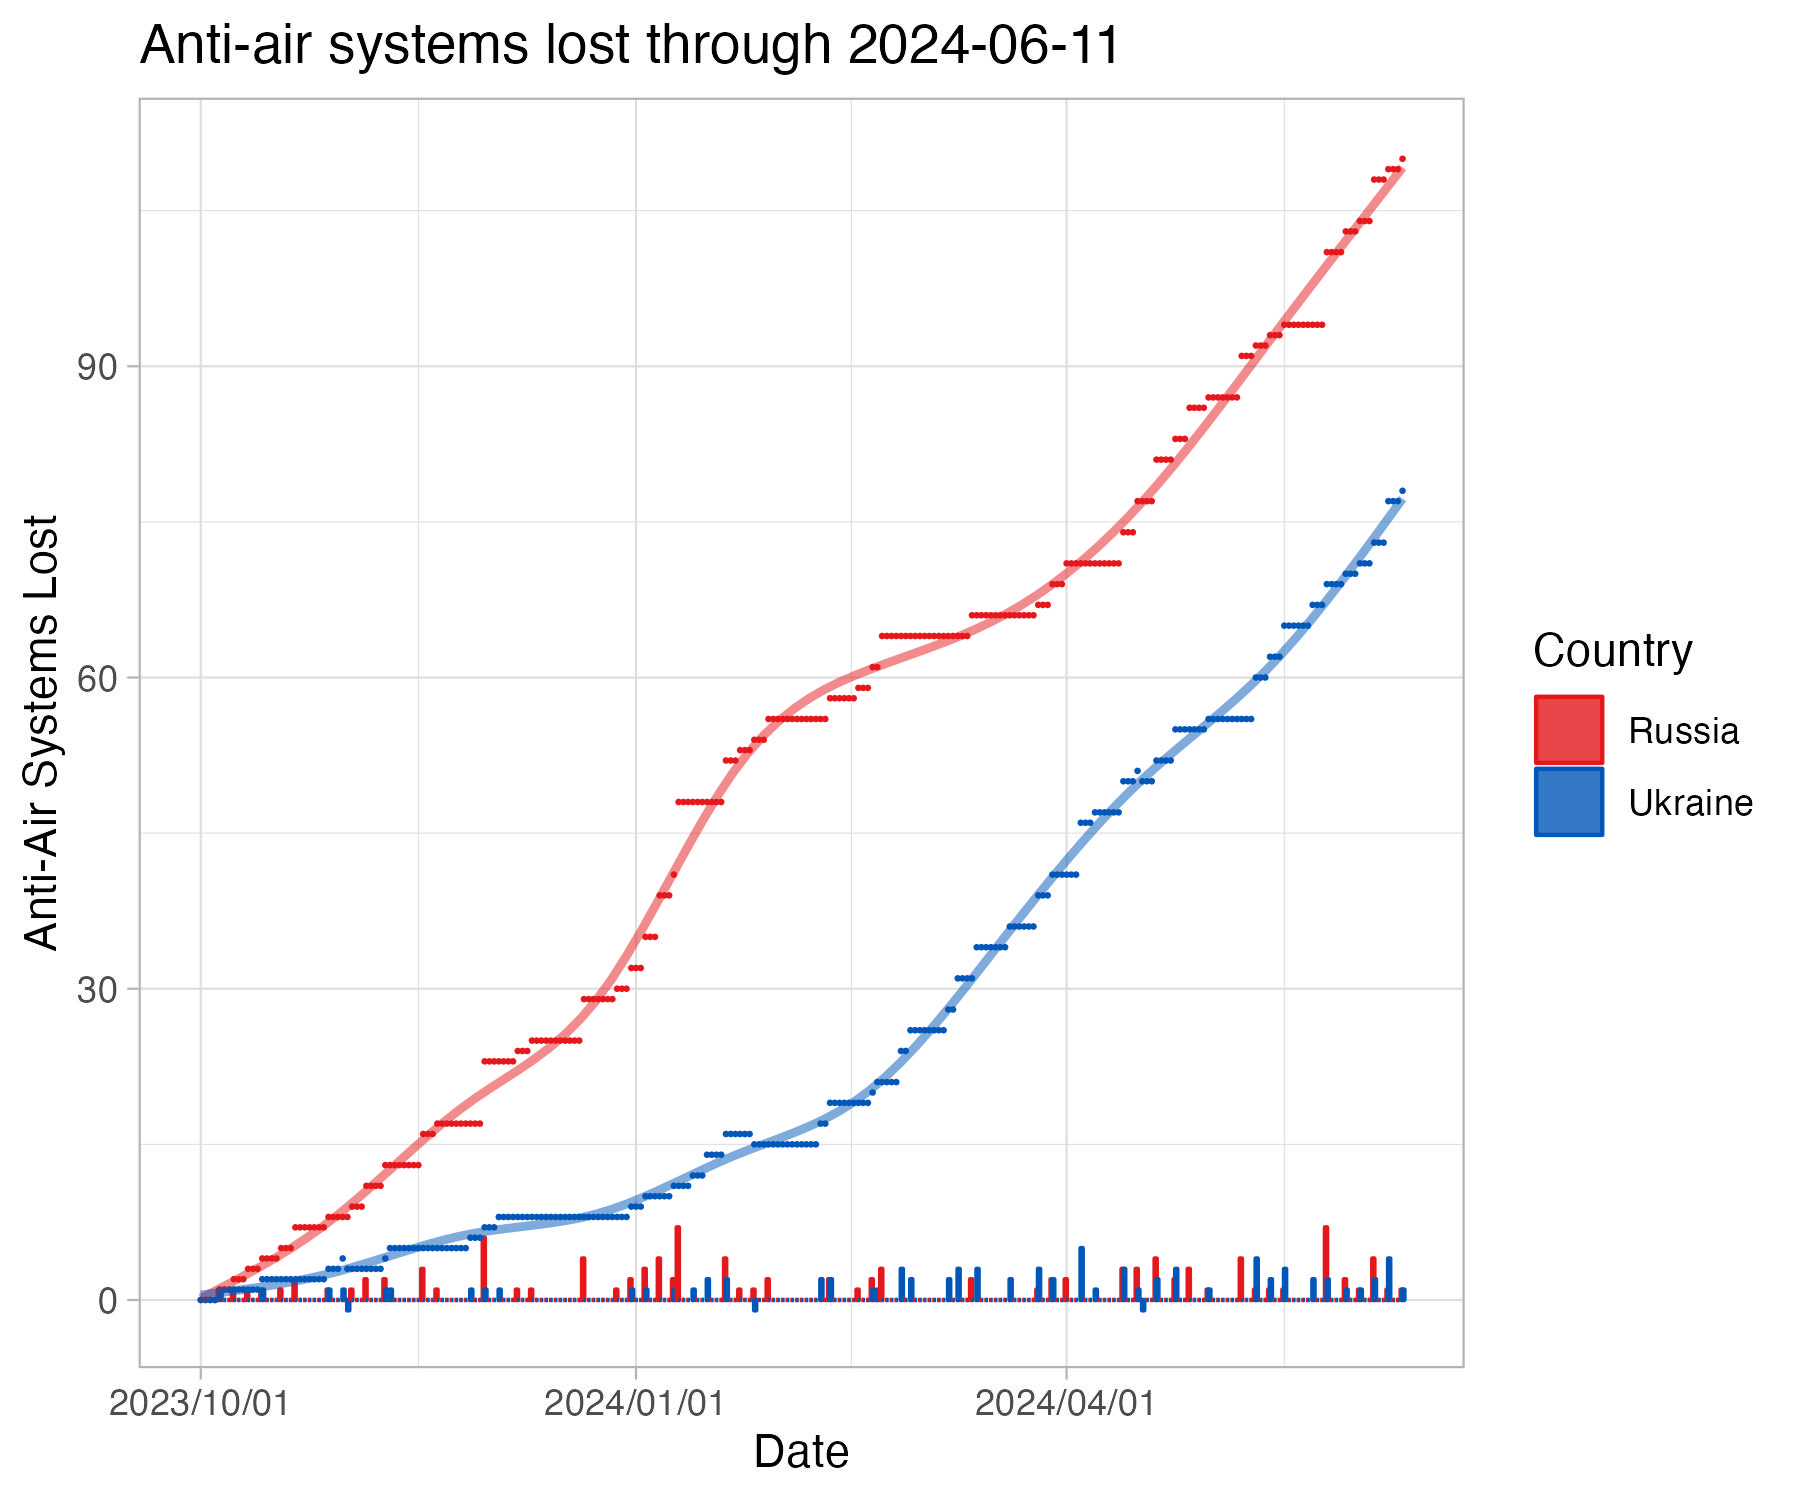 Anti-air systems lost through 2024-06-11
Anti-Air Systems Lost
90
60
30
0
2023/10/01
2024/01/01
2024/04/01
Date
Country
Russia
Ukraine